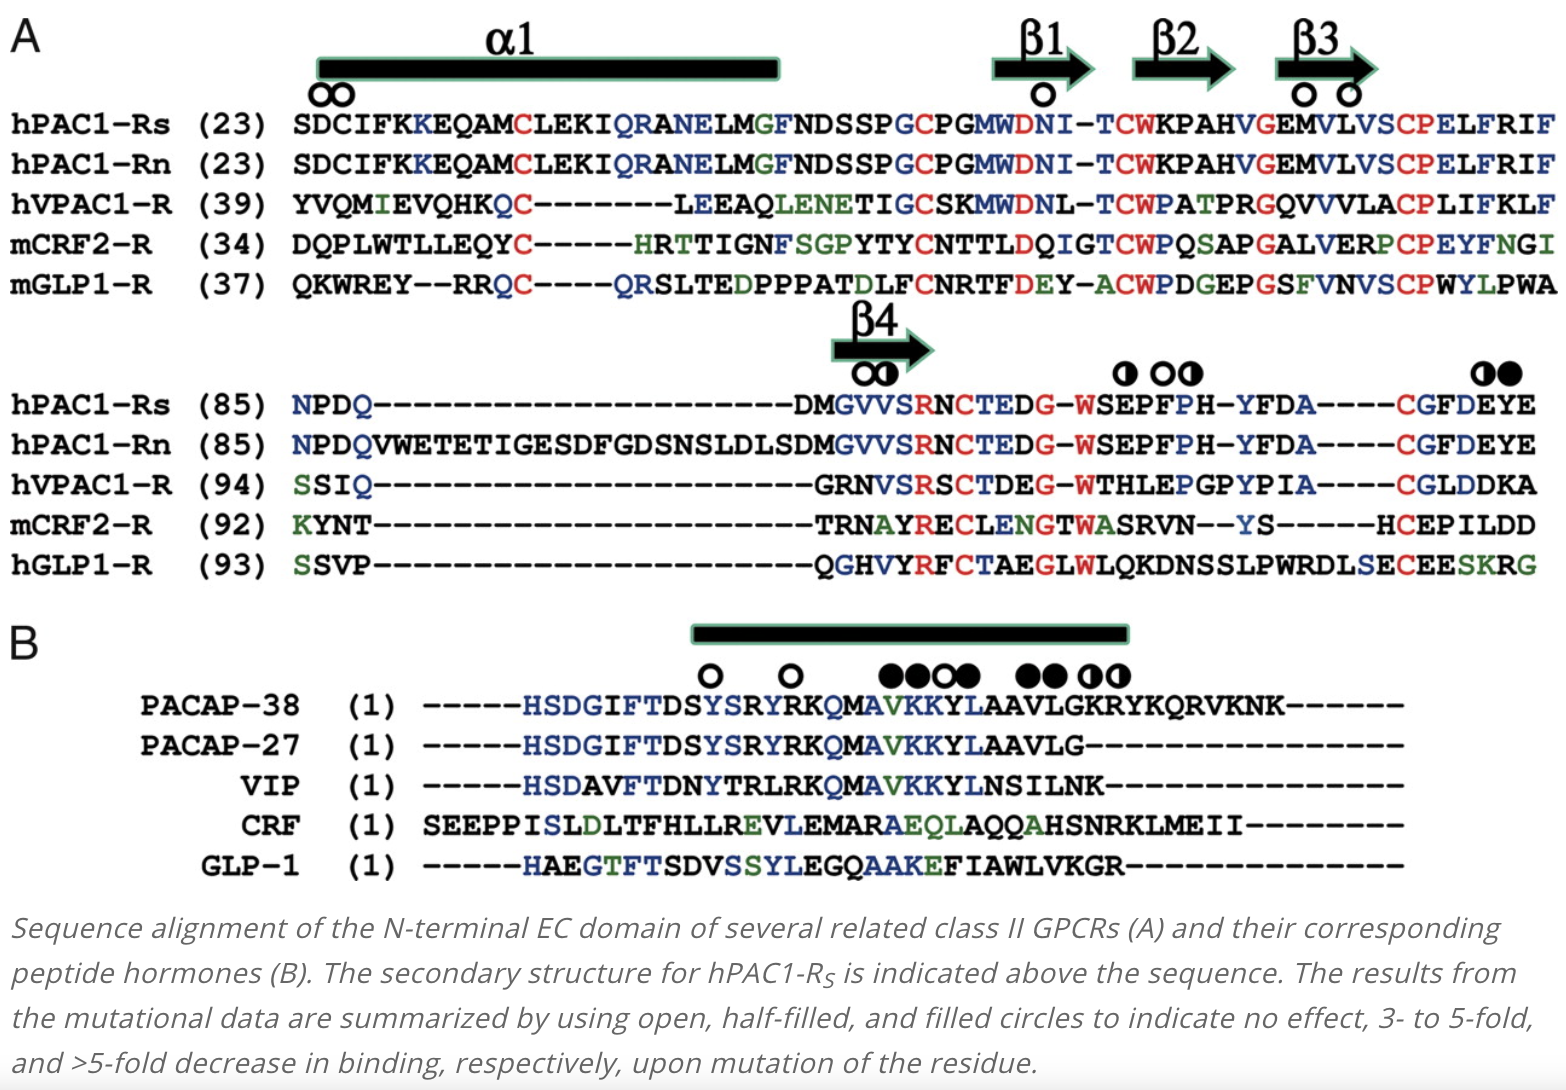 A
α1 β1 β2 β3
hPAC1-Rs (23) SDCIFKKEQAMCLEKIQRANELMGFNDSSPGCPGMWDNI-TCWKPAHVGEMVLVSCPELFRIF
hPAC1-Rn (23) SDCIFKKEQAMCLEKIQRANELMGFNDSSPGCPGMWDNI-TCWKPAHVGEMVLVSCPELFRIF
hVPAC1-R (39) YVQMIEVQHKQC-------LEEAQLENETIGCSKMWDNL-TCWPATPRGQVVVLACPLIFKLF
mCRF2-R (34) DQPLWTLLEQYC-----HRTTIGNFSGPYTYCNTTLDQIGTCWPQSAPGALVERPCPEYFNGI
mGLP1-R (37) QKWREY--RRQC----QRSLTEDPPPATDLFCNRTFDEY-ACWPDGEPGSFVNVSCPWYLPWA
β4
hPAC1-Rs (85) NPDQ---------------------DMGVVSRNCTEDG-WSEPFPH-YFDA----CGFDEYE
hPAC1-Rn (85) NPDQVWETETIGESDFGDSNSLDLSDMGVVSRNCTEDG-WSEPFPH-YFDA----CGFDEYE
hVPAC1-R (94) SSIQ----------------------GRNVSRSCTDEG-WTHLEPGPYPIA----CGLDDKA
mCRF2-R (92) KYNT----------------------TRNAYRECLENGTWASRVN--YS-----HCEPILDD
hGLP1-R (93) SSVP----------------------QGHVYRFCTAEGLWLQKDNSSLPWRDLSECEESKRG
B
PACAP-38 (1) -----HSDGIFTDSYSRYRKQMAVKKYLAAVLGKRYKQRVKNK------
PACAP-27 (1) -----HSDGIFTDSYSRYRKQMAVKKYLAAVLG----------------
VIP (1) -----HSDAVFTDNYTRLRKQMAVKKYLNSILNK---------------
CRF (1) SEEPPISLDLTFHLLREVLEMARAEQLAQQAHSNRKLMEII--------
GLP-1 (1) -----HAEGTFTSDVSSYLEGQAAKEFIAWLVKGR--------------
Sequence alignment of the N-terminal EC domain of several related class II GPCRs (A) and their corresponding
peptide hormones (B). The secondary structure for hPAC1-RS is indicated above the sequence. The results from
the mutational data are summarized by using open, half-filled, and filled circles to indicate no effect, 3- to 5-fold,
and >5-fold decrease in binding, respectively, upon mutation of the residue.